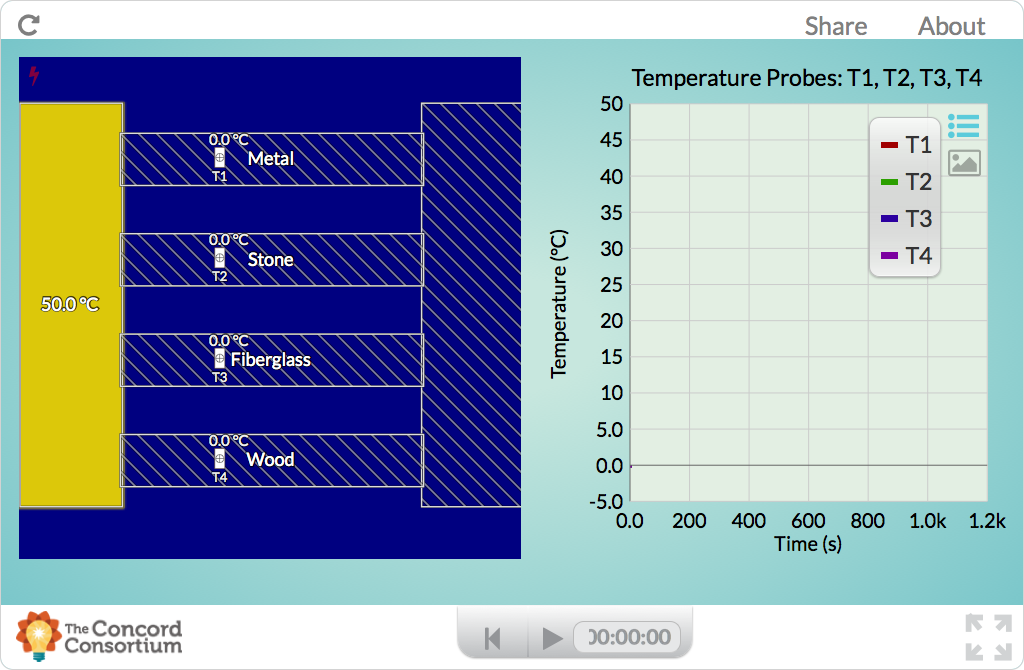 Share
About
0.0 °C
Metal
T1
0.0 °C
Stone
T2
50.0 °C
0.0 °C
Fiberglass
T3
0.0 °C
Wood
T4
Temperature Probes: T1, T2, T3, T4
50
45
40
35
30
25
20
15
10
5.0
0.0
-5.0
Temperature (°C)
T1
T2
T3
T4
0.0 200 400 600 800 1.0k 1.2k
Time (s)
The Concord
Consortium
00:00:00